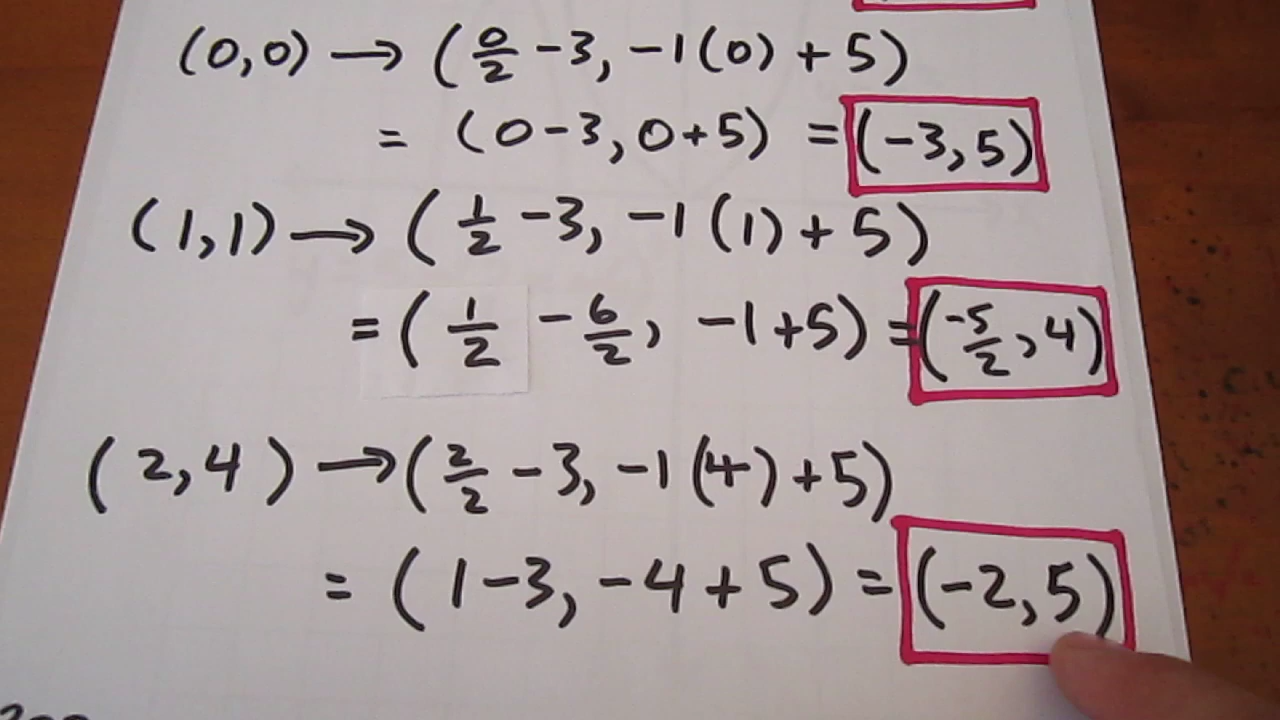 (0,0) → (0/2 -3, -1(0) + 5)
= (0-3, 0+5) = (-3,5)
(1,1) → (1/2 -3, -1(1)+5)
= (1/2 - 6/2, -1+5) = (-5/2, 4)
(2,4) → (2/2 -3, -1(4)+5)
= (1-3, -4+5) = (-2,5)